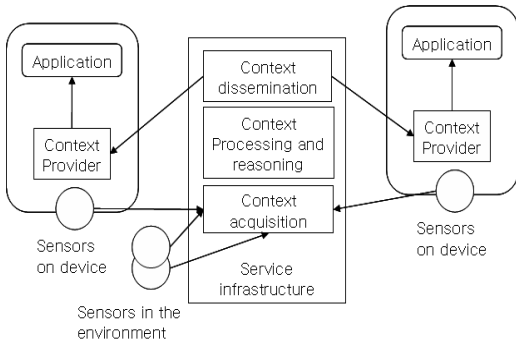 Application
Context
Provider
Sensors
on device
Sensors in the
environment
Context
dissemination
Context
Processing and
reasoning
Context
acquisition
Service
infrastructure
Application
Context
Provider
Sensors
on device